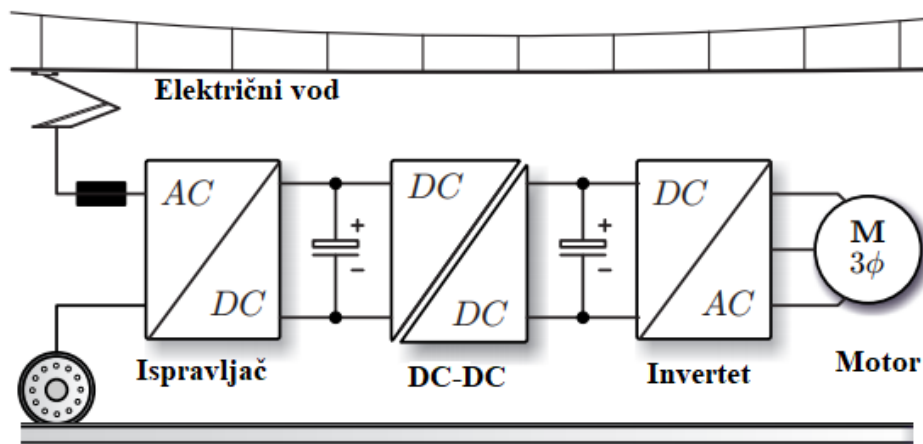 Električni vod
AC
DC
+
−
DC
DC
+
−
DC
AC
M
3ϕ
Ispravljač
DC-DC
Invertet
Motor